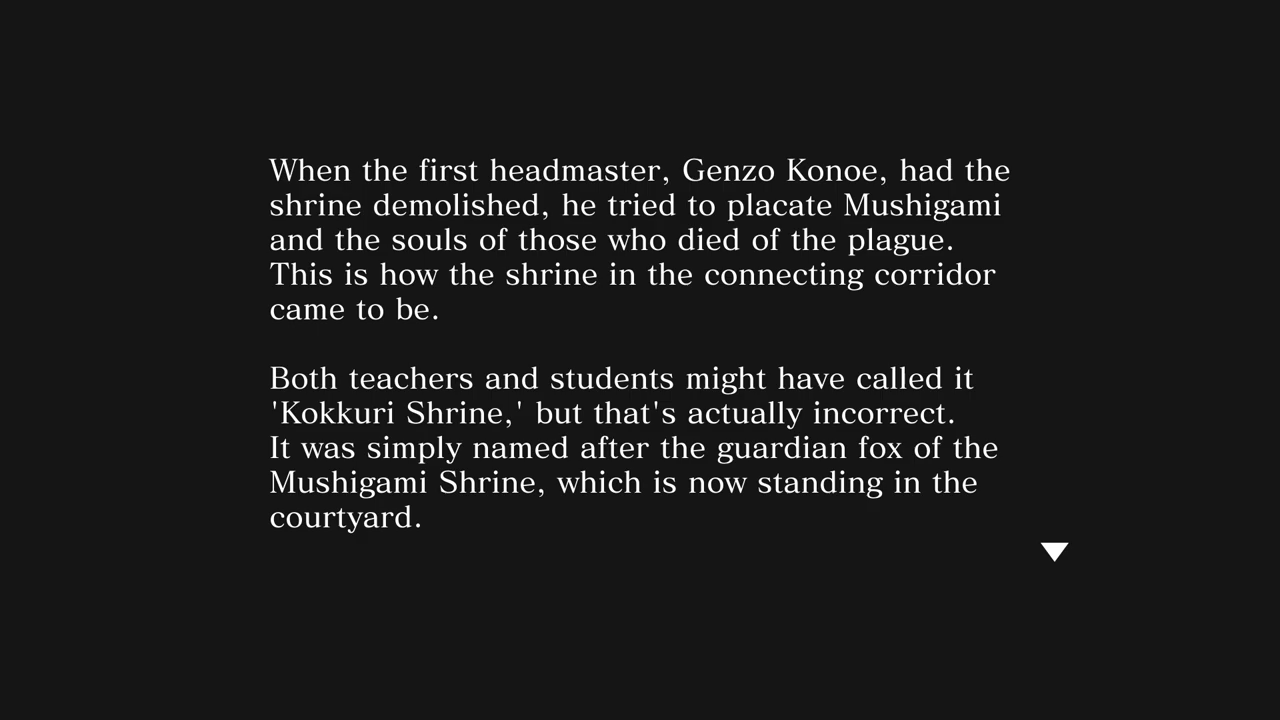 When the first headmaster, Genzo Konoe, had the
shrine demolished, he tried to placate Mushigami
and the souls of those who died of the plague.
This is how the shrine in the connecting corridor
came to be.
Both teachers and students might have called it
'Kokkuri Shrine,' but that's actually incorrect.
It was simply named after the guardian fox of the
Mushigami Shrine, which is now standing in the
courtyard.